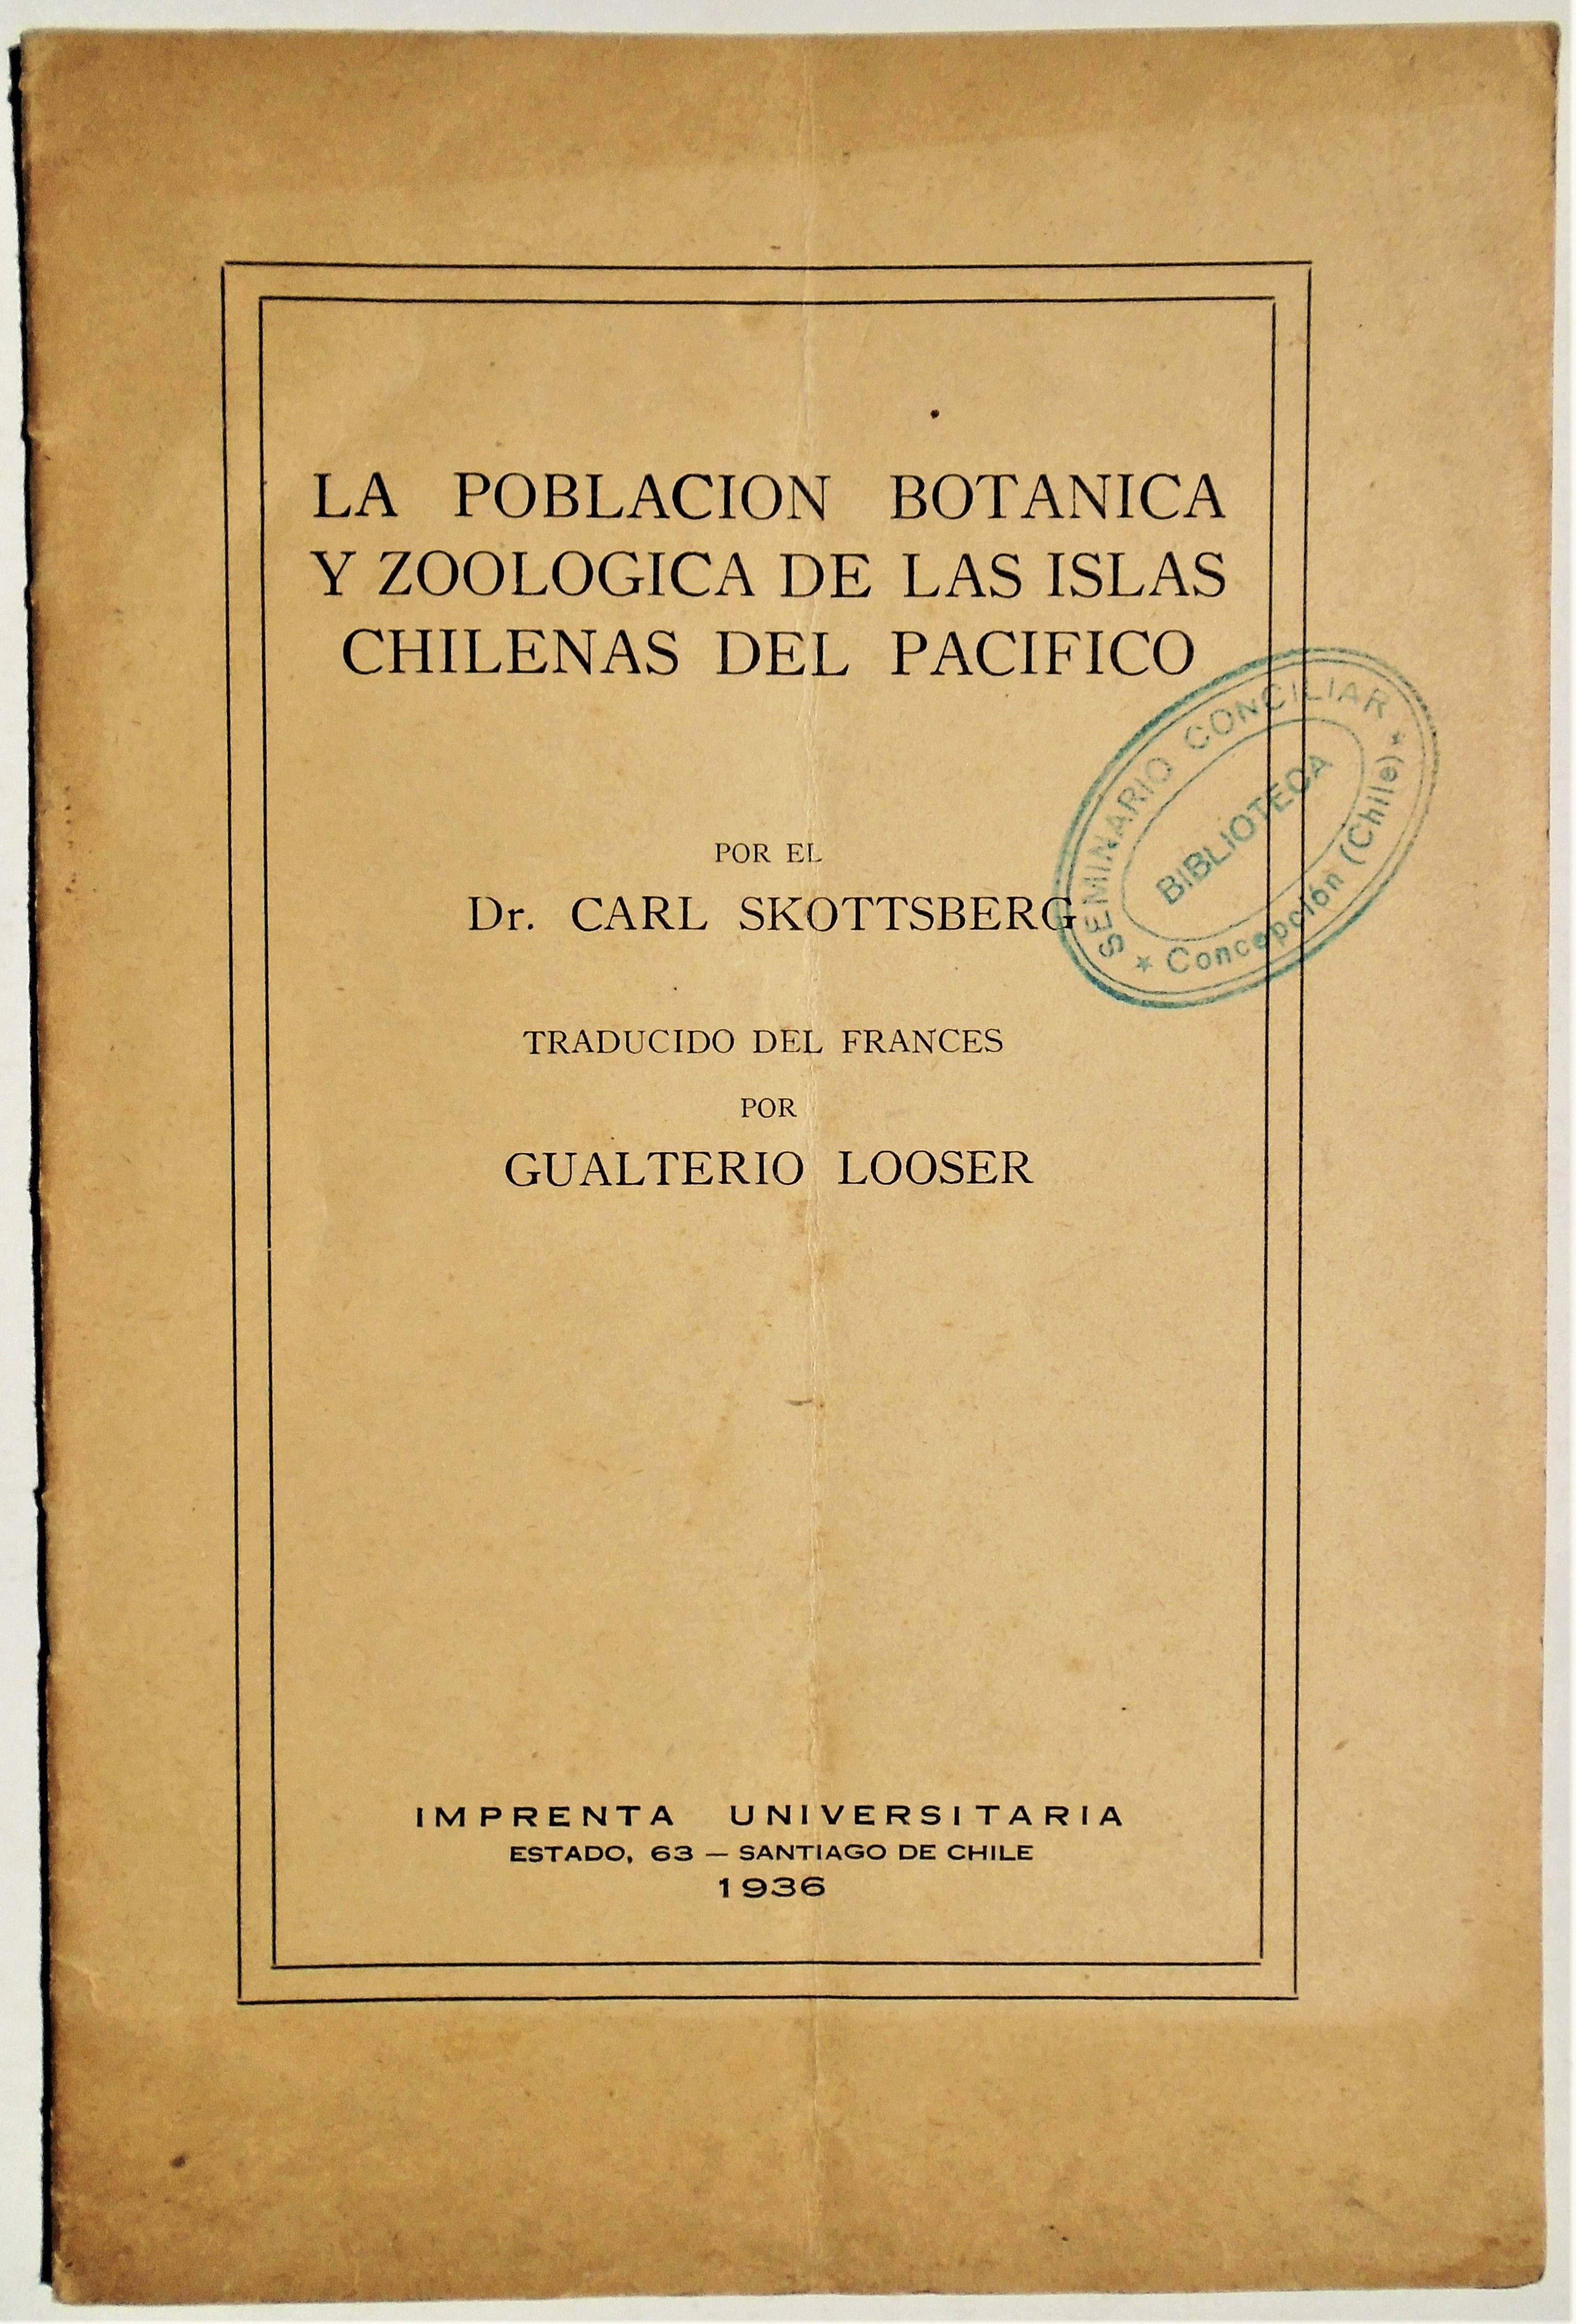 LA POBLACION BOTANICA
Y ZOOLOGICA DE LAS ISLAS
CHILENAS DEL PACIFICO
POR EL
Dr. CARL SKOTTSBERG
SEMINARIO CONCILIAR
BIBLIOTECA
★ Concepción (Chile) ★
TRADUCIDO DEL FRANCES
POR
GUALTERIO LOOSER
IMPRENTA UNIVERSITARIA
ESTADO, 63 — SANTIAGO DE CHILE
1936